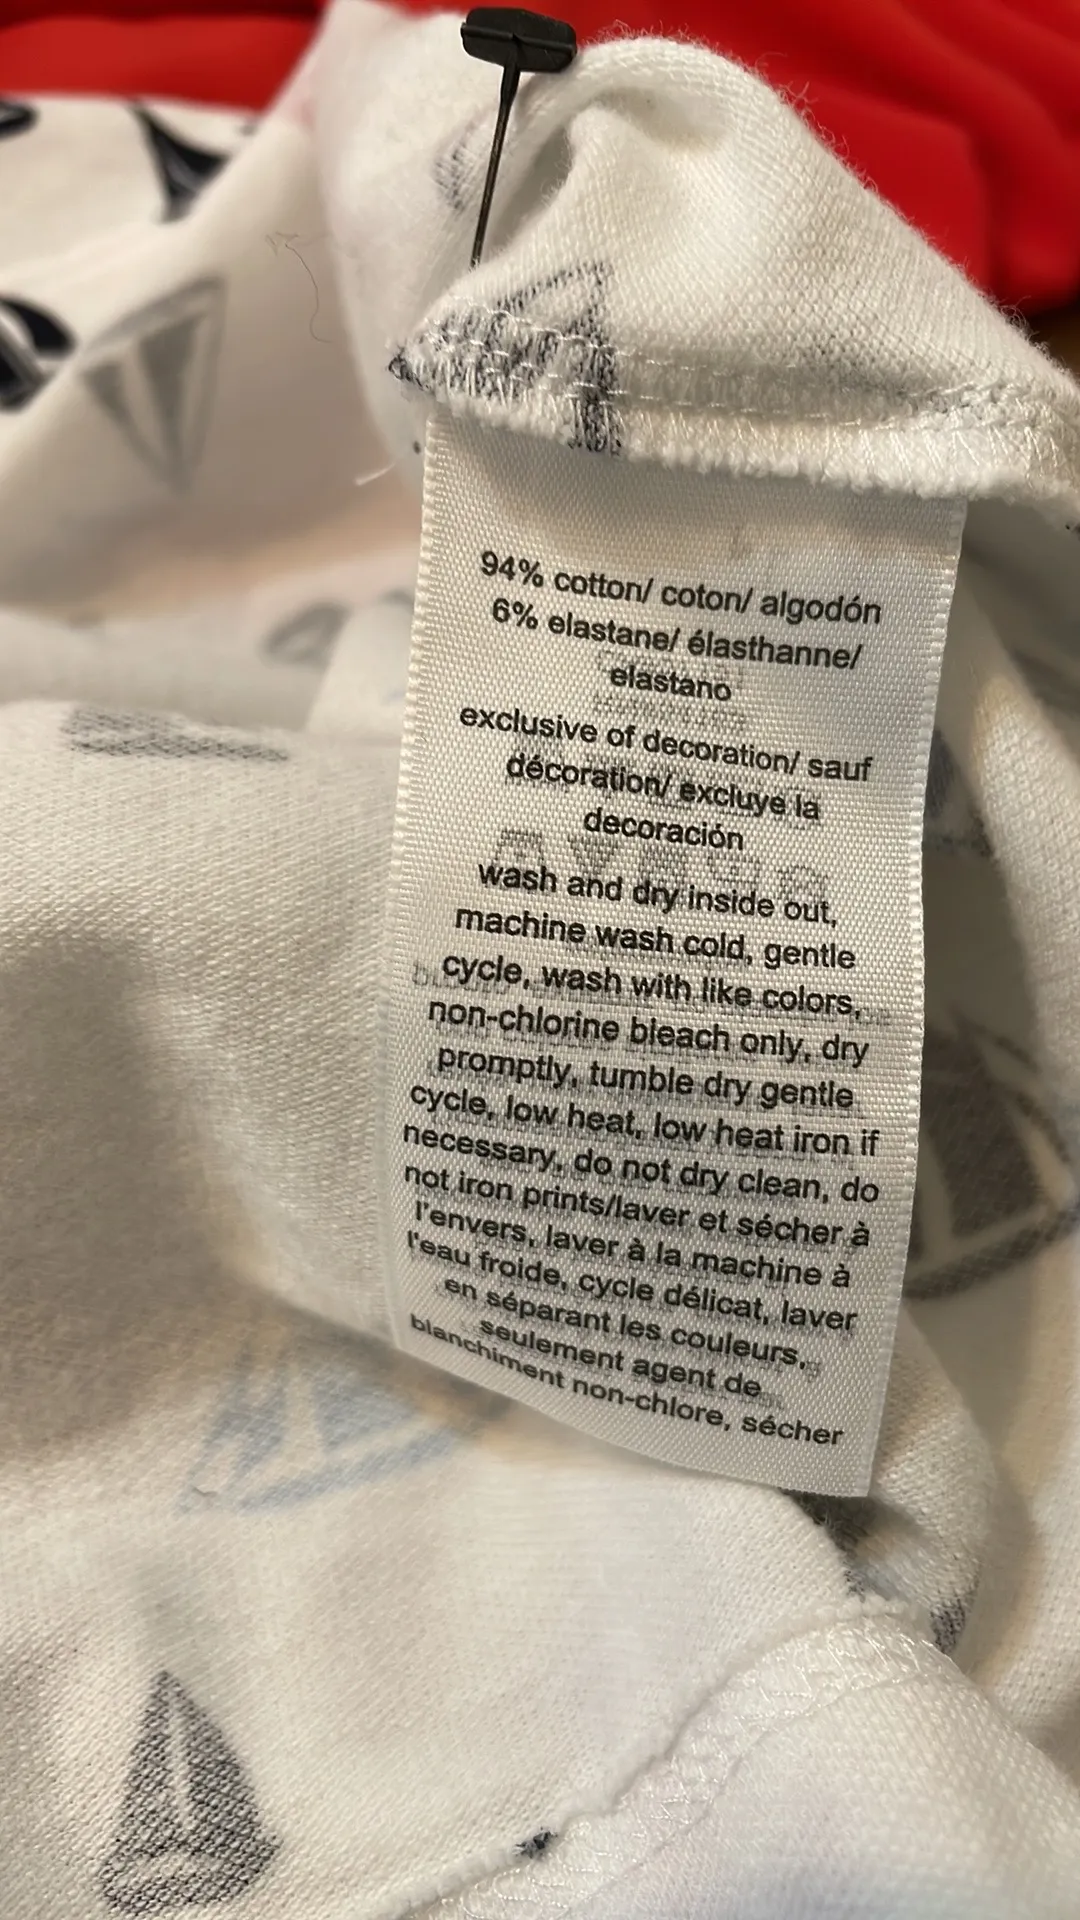 94% cotton/ coton/ algodón
6% elastane/ élasthanne/
elastano
exclusive of decoration/ sauf
décoration/ excluye la
decoración
wash and dry inside out,
machine wash cold, gentle
cycle, wash with like colors,
non-chlorine bleach only, dry
promptly, tumble dry gentle
cycle, low heat, low heat iron if
necessary, do not dry clean, do
not iron prints/laver et sécher à
l'envers, laver à la machine à
l'eau froide, cycle délicat, laver
en séparant les couleurs,
seulement agent de
blanchiment non-chlore, sécher